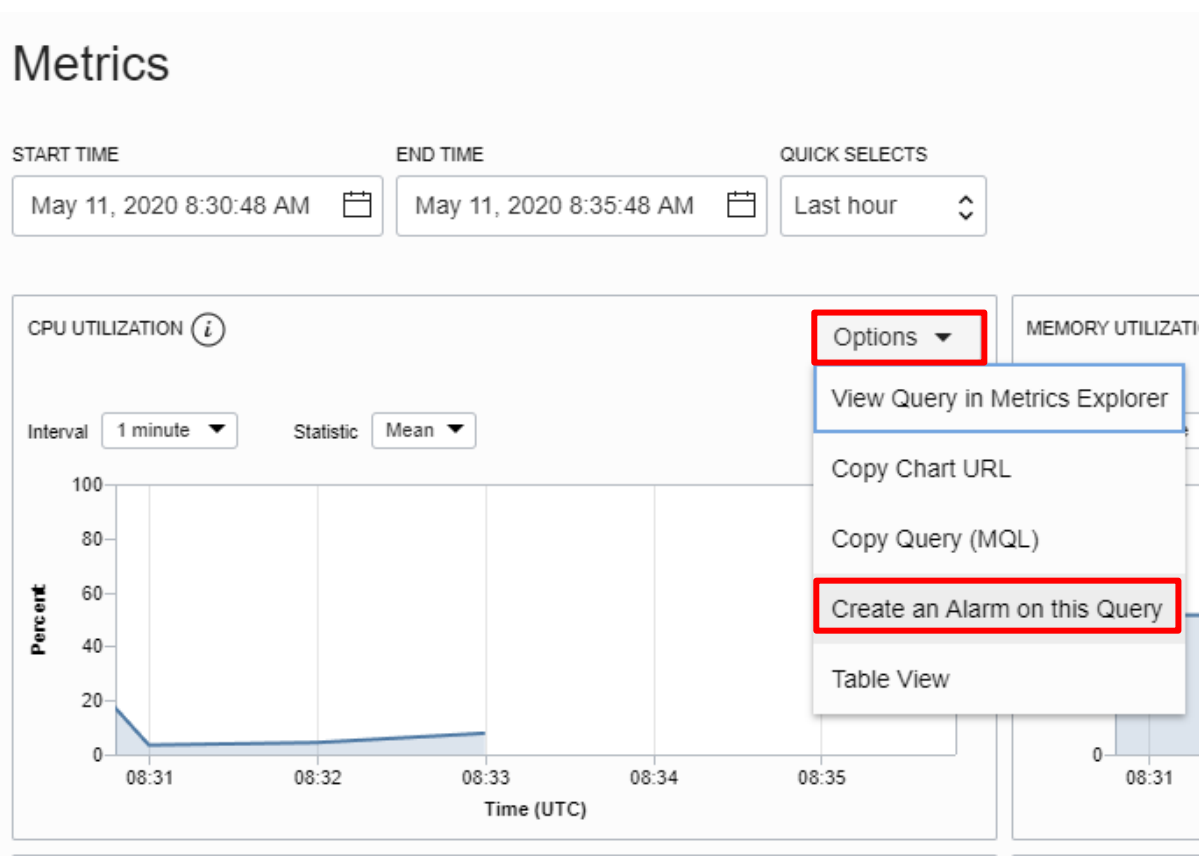 Metrics
START TIME END TIME QUICK SELECTS
May 11, 2020 8:30:48 AM May 11, 2020 8:35:48 AM Last hour
CPU UTILIZATION i
Options
Interval 1 minute Statistic Mean
Percent
100
80
60
40
20
0
08:31 08:32 08:33 08:34 08:35
Time (UTC)
View Query in Metrics Explorer
Copy Chart URL
Copy Query (MQL)
Create an Alarm on this Query
Table View
MEMORY
0
08:31